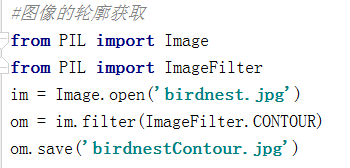 #图像的轮廓获取
from PIL import Image
from PIL import ImageFilter
im = Image.open('birdnest.jpg')
om = im.filter(ImageFilter.CONTOUR)
om.save('birdnestContour.jpg')